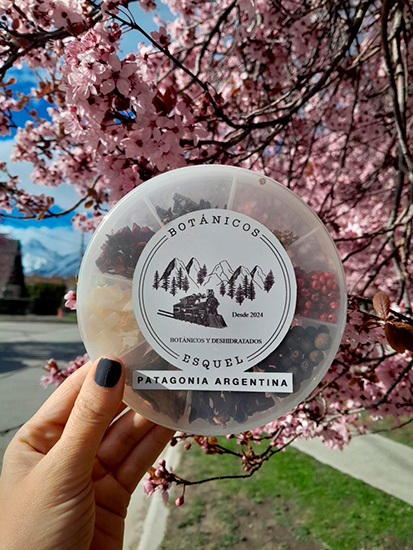 BOTÁNICOS
Desde 2024
BOTÁNICOS Y DESHIDRATADOS
ESQUEL
PATAGONIA ARGENTINA